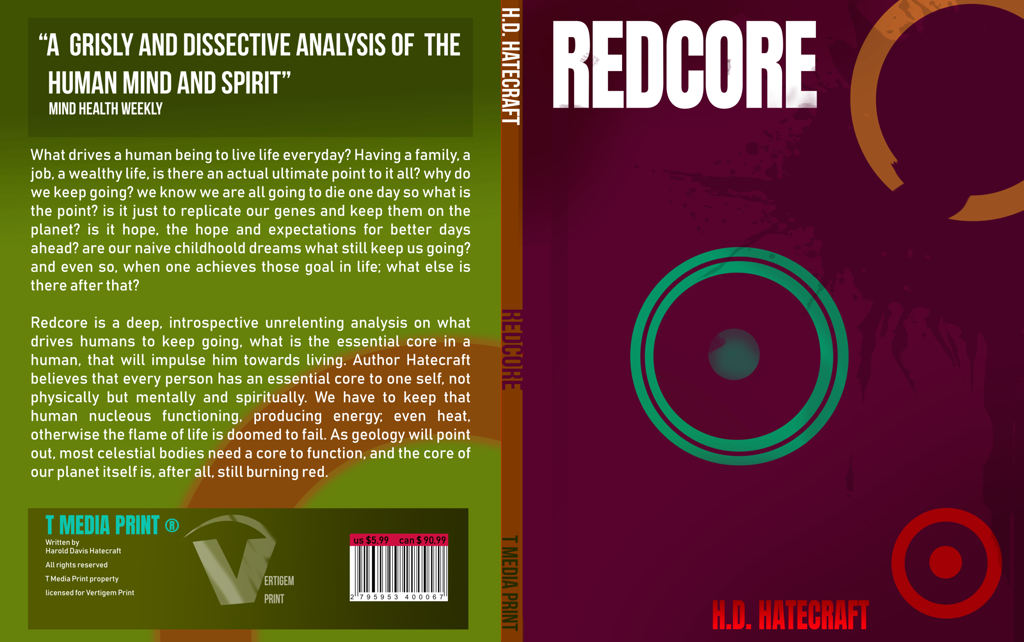 “A GRISLY AND DISSECTIVE ANALYSIS OF THE
HUMAN MIND AND SPIRIT”
MIND HEALTH WEEKLY
What drives a human being to live life everyday? Having a family, a
job, a wealthy life, is there an actual ultimate point to it all? why do
we keep going? we know we are all going to die one day so what is
the point? is it just to replicate our genes and keep them on the
planet? is it hope, the hope and expectations for better days
ahead? are our naive childhoold dreams what still keep us going?
and even so, when one achieves those goal in life; what else is
there after that?
Redcore is a deep, introspective unrelenting analysis on what
drives humans to keep going, what is the essential core in a
human, that will impulse him towards living. Author Hatecraft
believes that every person has an essential core to one self, not
physically but mentally and spiritually. We have to keep that
human nucleous functioning, producing energy; even heat,
otherwise the flame of life is doomed to fail. As geology will point
out, most celestial bodies need a core to function, and the core of
our planet itself is, after all, still burning red.
T MEDIA PRINT ®
Written by
Harold Davis Hatecraft
All rights reserved
T Media Print property
licensed for Vertigem Print
VERTIGEM
PRINT
us $5,99 can $ 90,99
2 795953 400067
H.D. HATECRAFT
REDCORE
T MEDIA PRINT
REDCORE
H.D. HATECRAFT